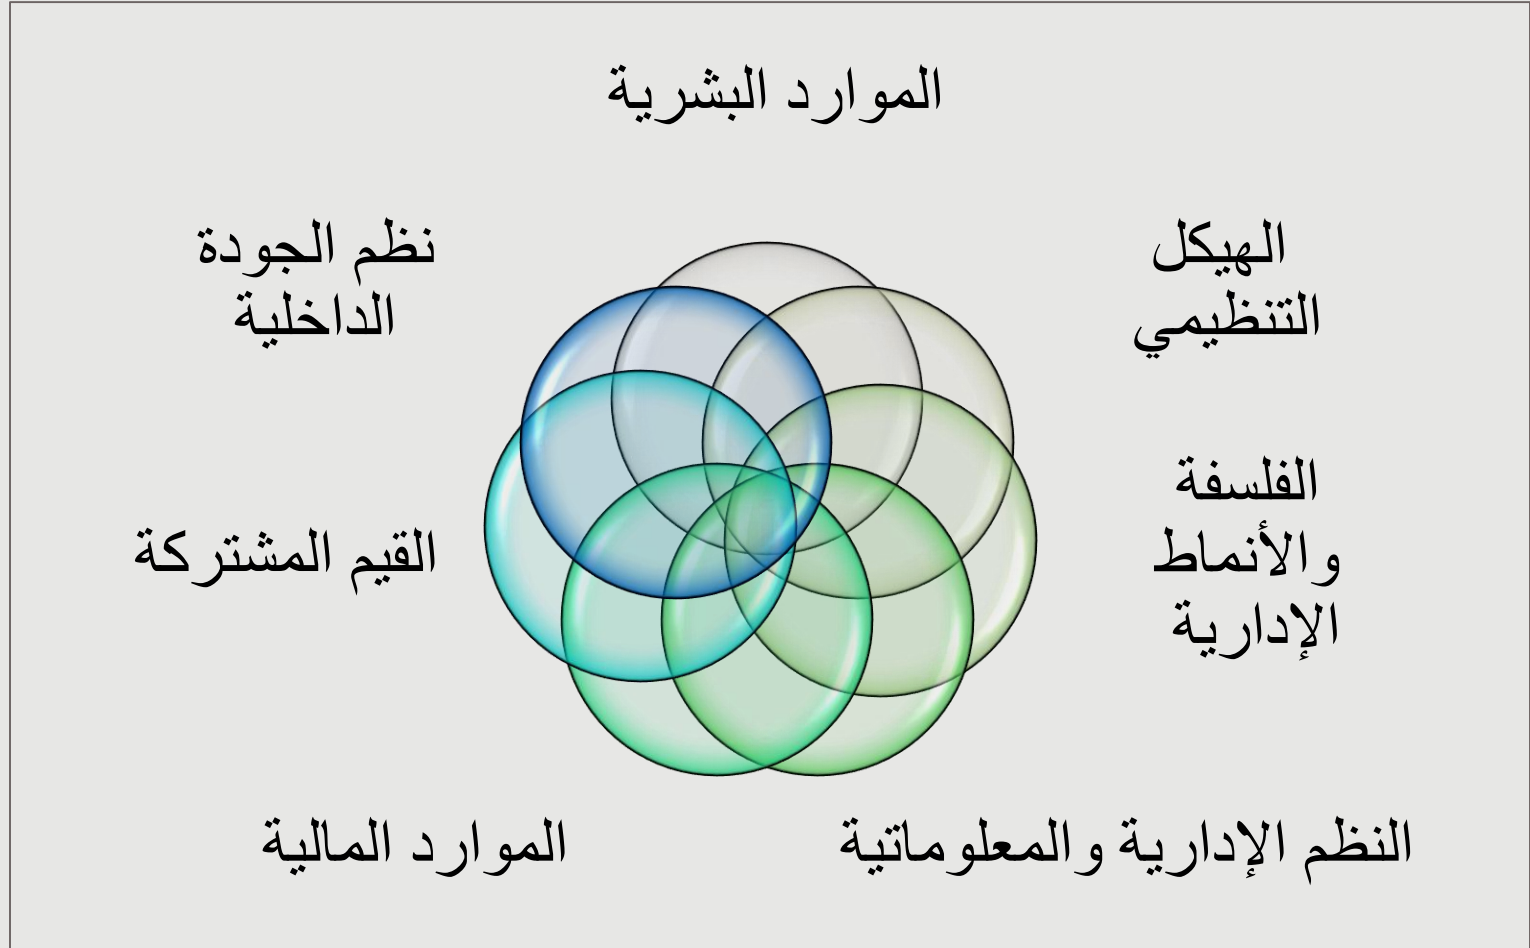 الموارد البشرية
الهيكل
التنظيمي
الفلسفة
والأنماط
الإدارية
النظم الإدارية والمعلوماتية
الموارد المالية
القيم المشتركة
نظم الجودة
الداخلية